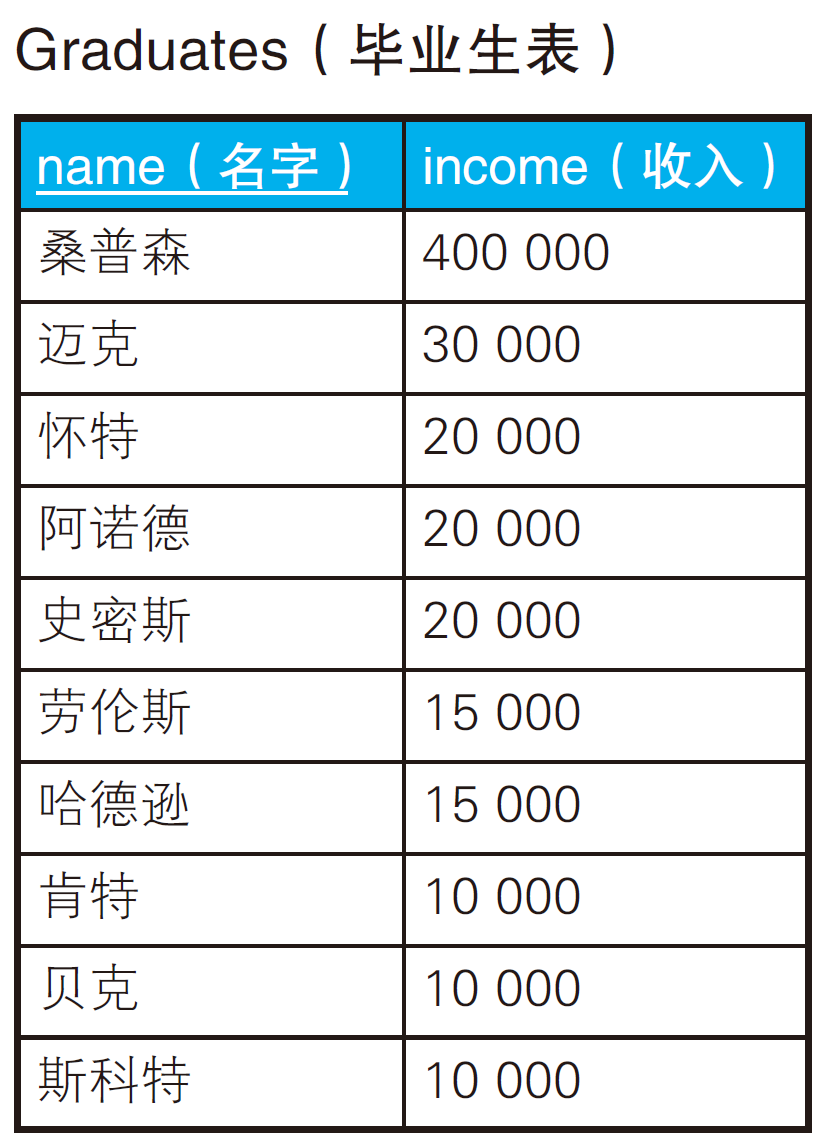 Graduates（毕业生表）
name（名字） income（收入）
桑普森 400 000
迈克 30 000
怀特 20 000
阿诺德 20 000
史密斯 20 000
劳伦斯 15 000
哈德逊 15 000
肯特 10 000
贝克 10 000
斯科特 10 000